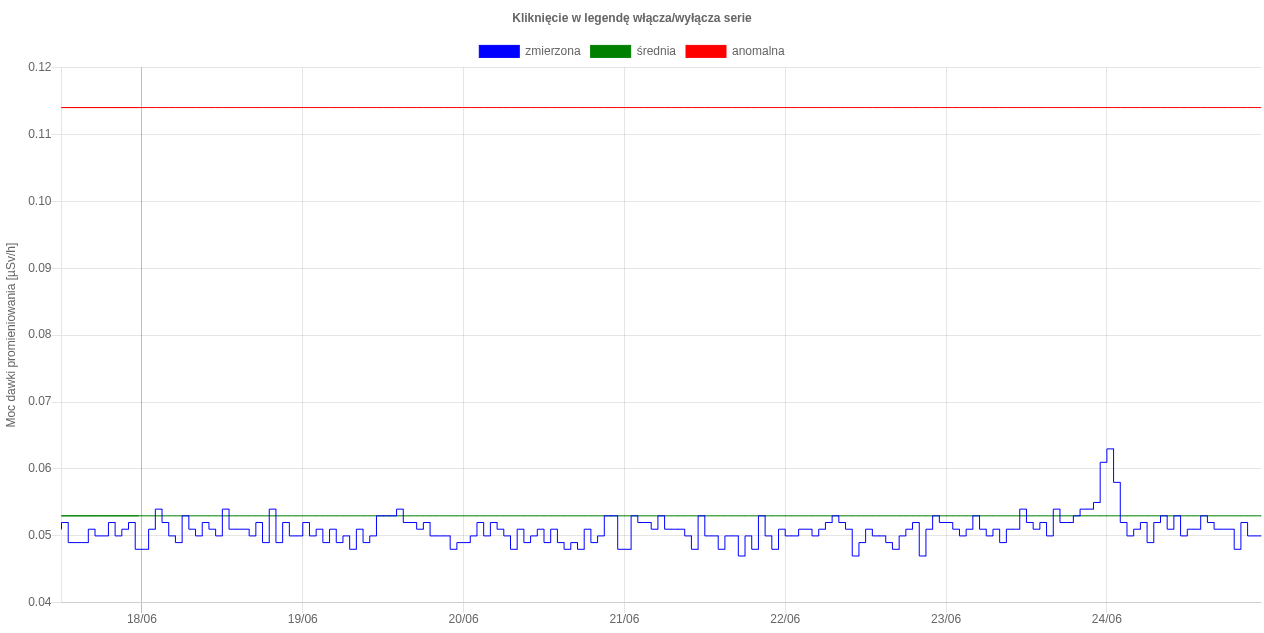 Kliknięcie w legendę włącza/wyłącza serie
zmierzona średnia anomalna
Moc dawki promieniowania [µSv/h]
0.12
0.11
0.10
0.09
0.08
0.07
0.06
0.05
0.04
18/06 19/06 20/06 21/06 22/06 23/06 24/06